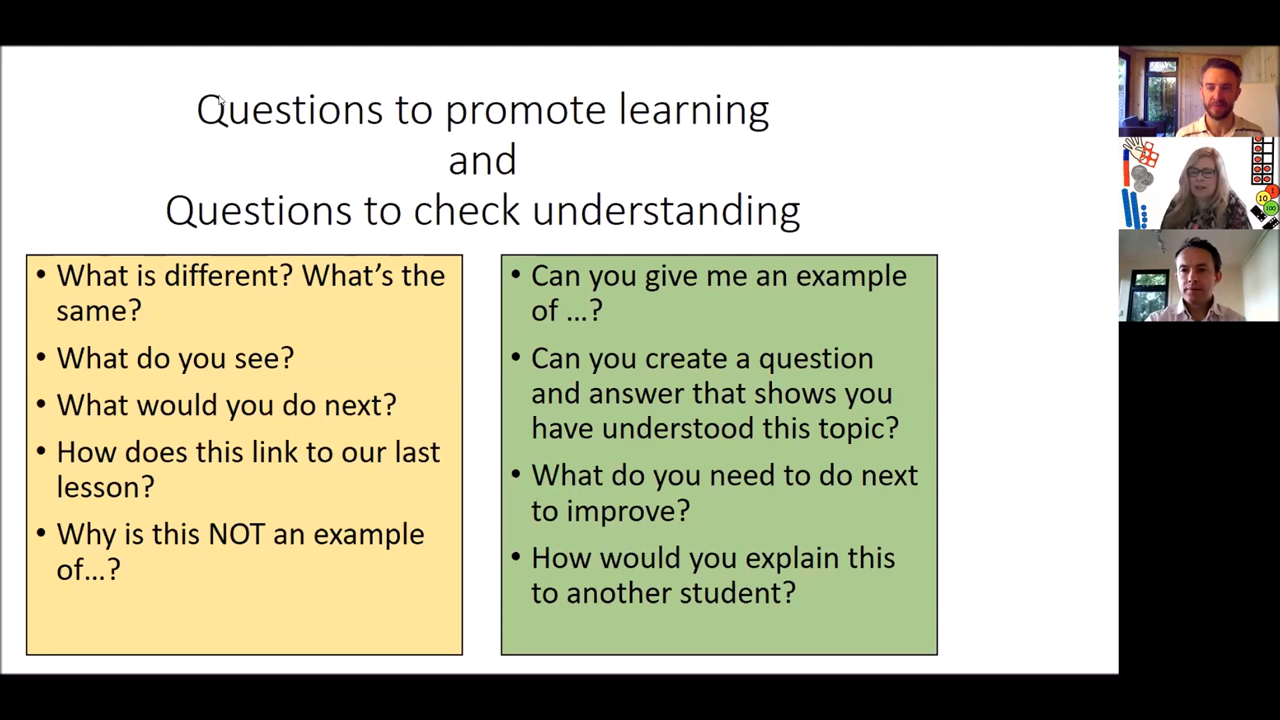 Questions to promote learning
and
Questions to check understanding
• What is different? What's the
same?
• What do you see?
• What would you do next?
• How does this link to our last
lesson?
• Why is this NOT an example
of...?
• Can you give me an example
of ...?
• Can you create a question
and answer that shows you
have understood this topic?
• What do you need to do next
to improve?
• How would you explain this
to another student?
10
1
100